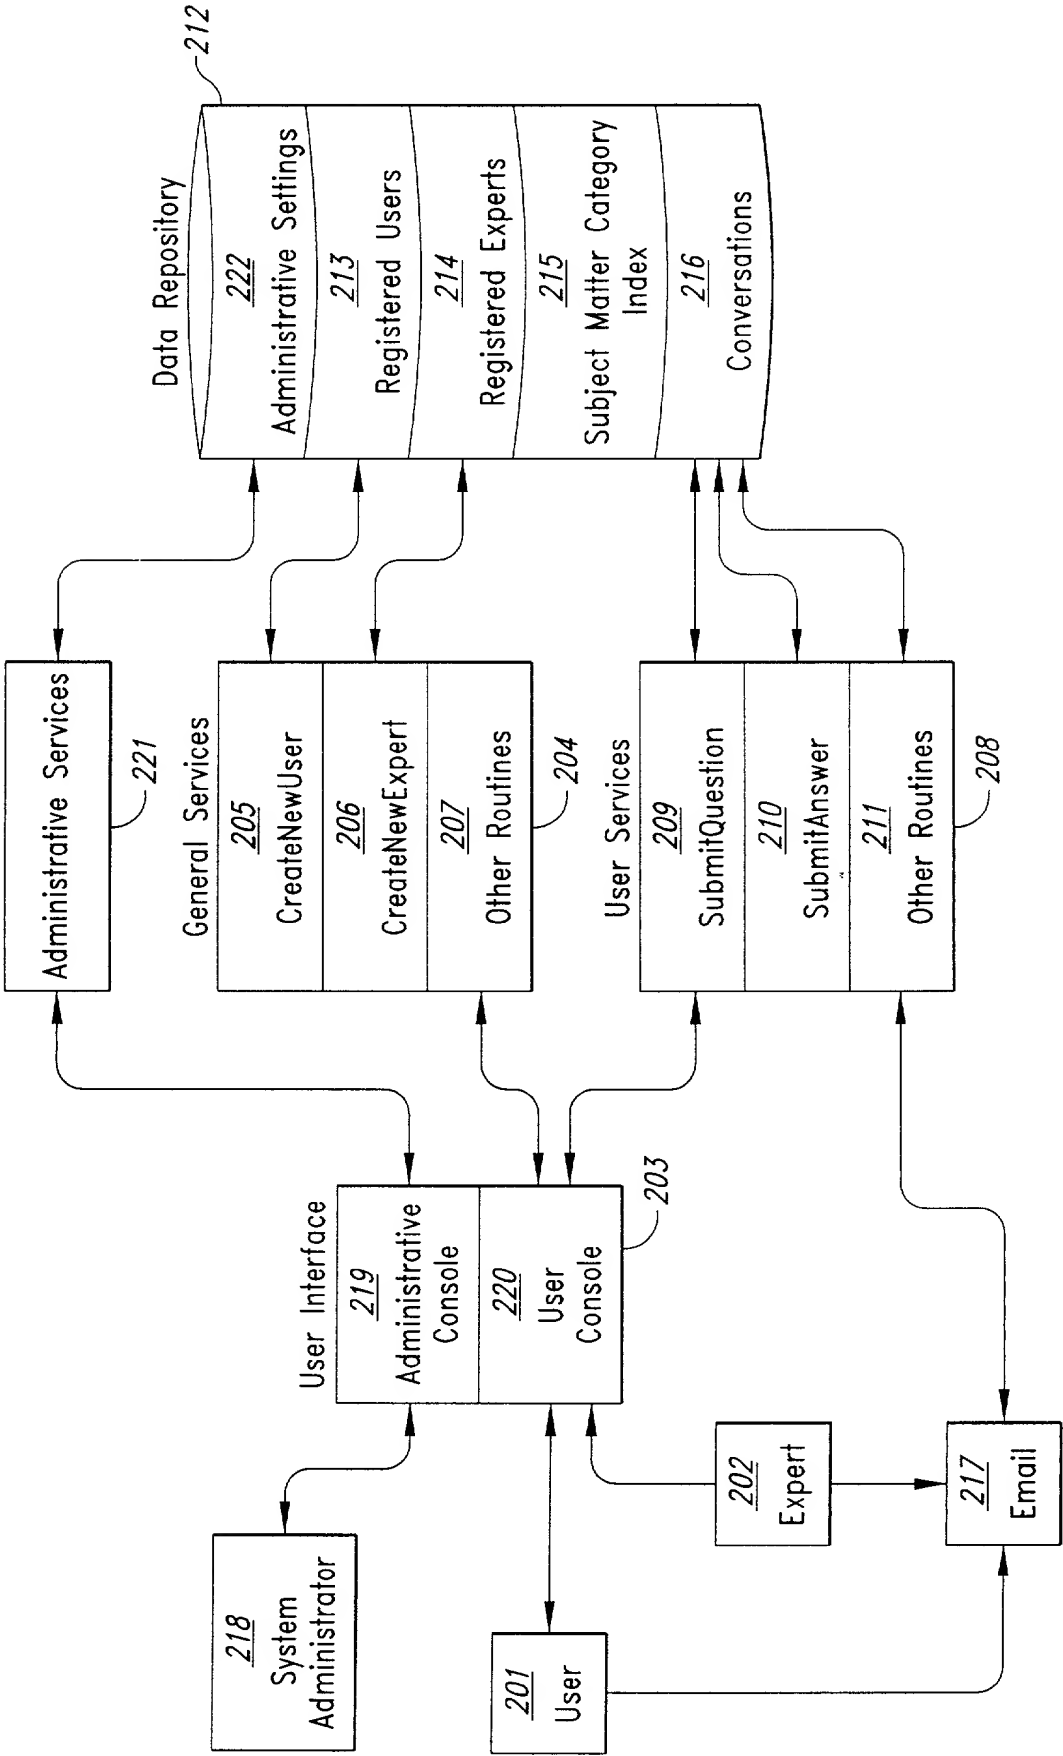 218
System
Administrator
201
User
202
Expert
217
Email
User Interface
219
Administrative
Console
220
User
Console
203
Administrative Services
221
General Services
205
CreateNewUser
206
CreateNewExpert
207
Other Routines
204
User Services
209
SubmitQuestion
210
SubmitAnswer
211
Other Routines
208
Data Repository
212
222
Administrative Settings
213
Registered Users
214
Registered Experts
215
Subject Matter Category
Index
216
Conversations